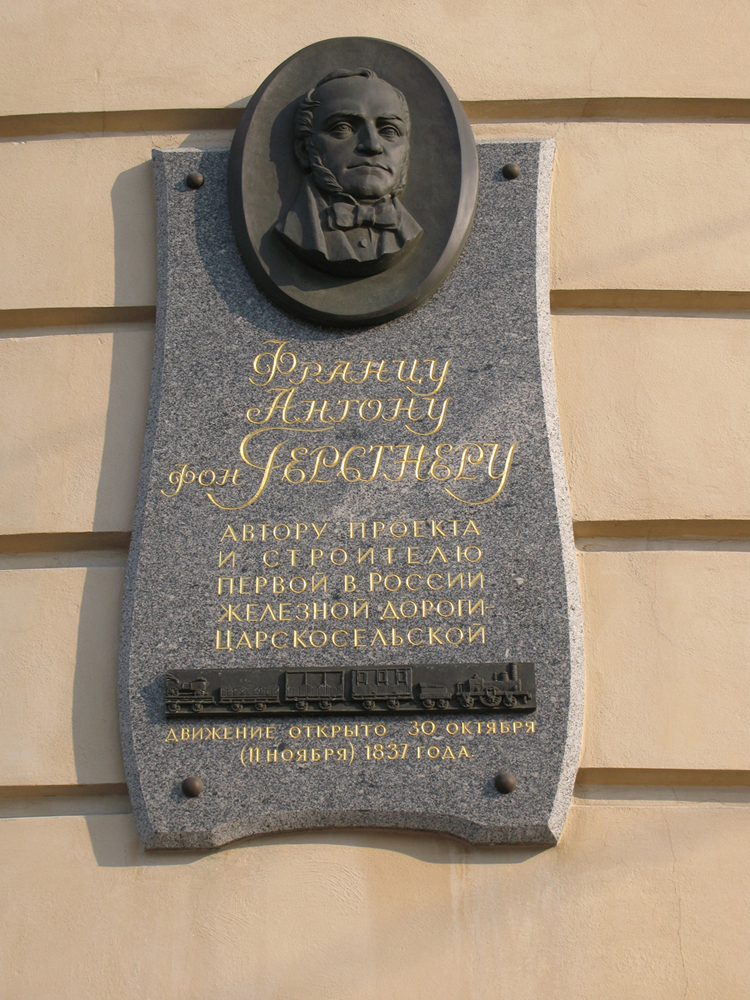 Францу
Антону
фон Герстнеру
АВТОРУ ПРОЕКТА
И СТРОИТЕЛЮ
ПЕРВОЙ В РОССИИ
ЖЕЛЕЗНОЙ ДОРОГИ-
ЦАРСКОСЕЛЬСКОЙ
ДВИЖЕНИЕ ОТКРЫТО 30 ОКТЯБРЯ
(11 НОЯБРЯ) 1837 ГОДА.